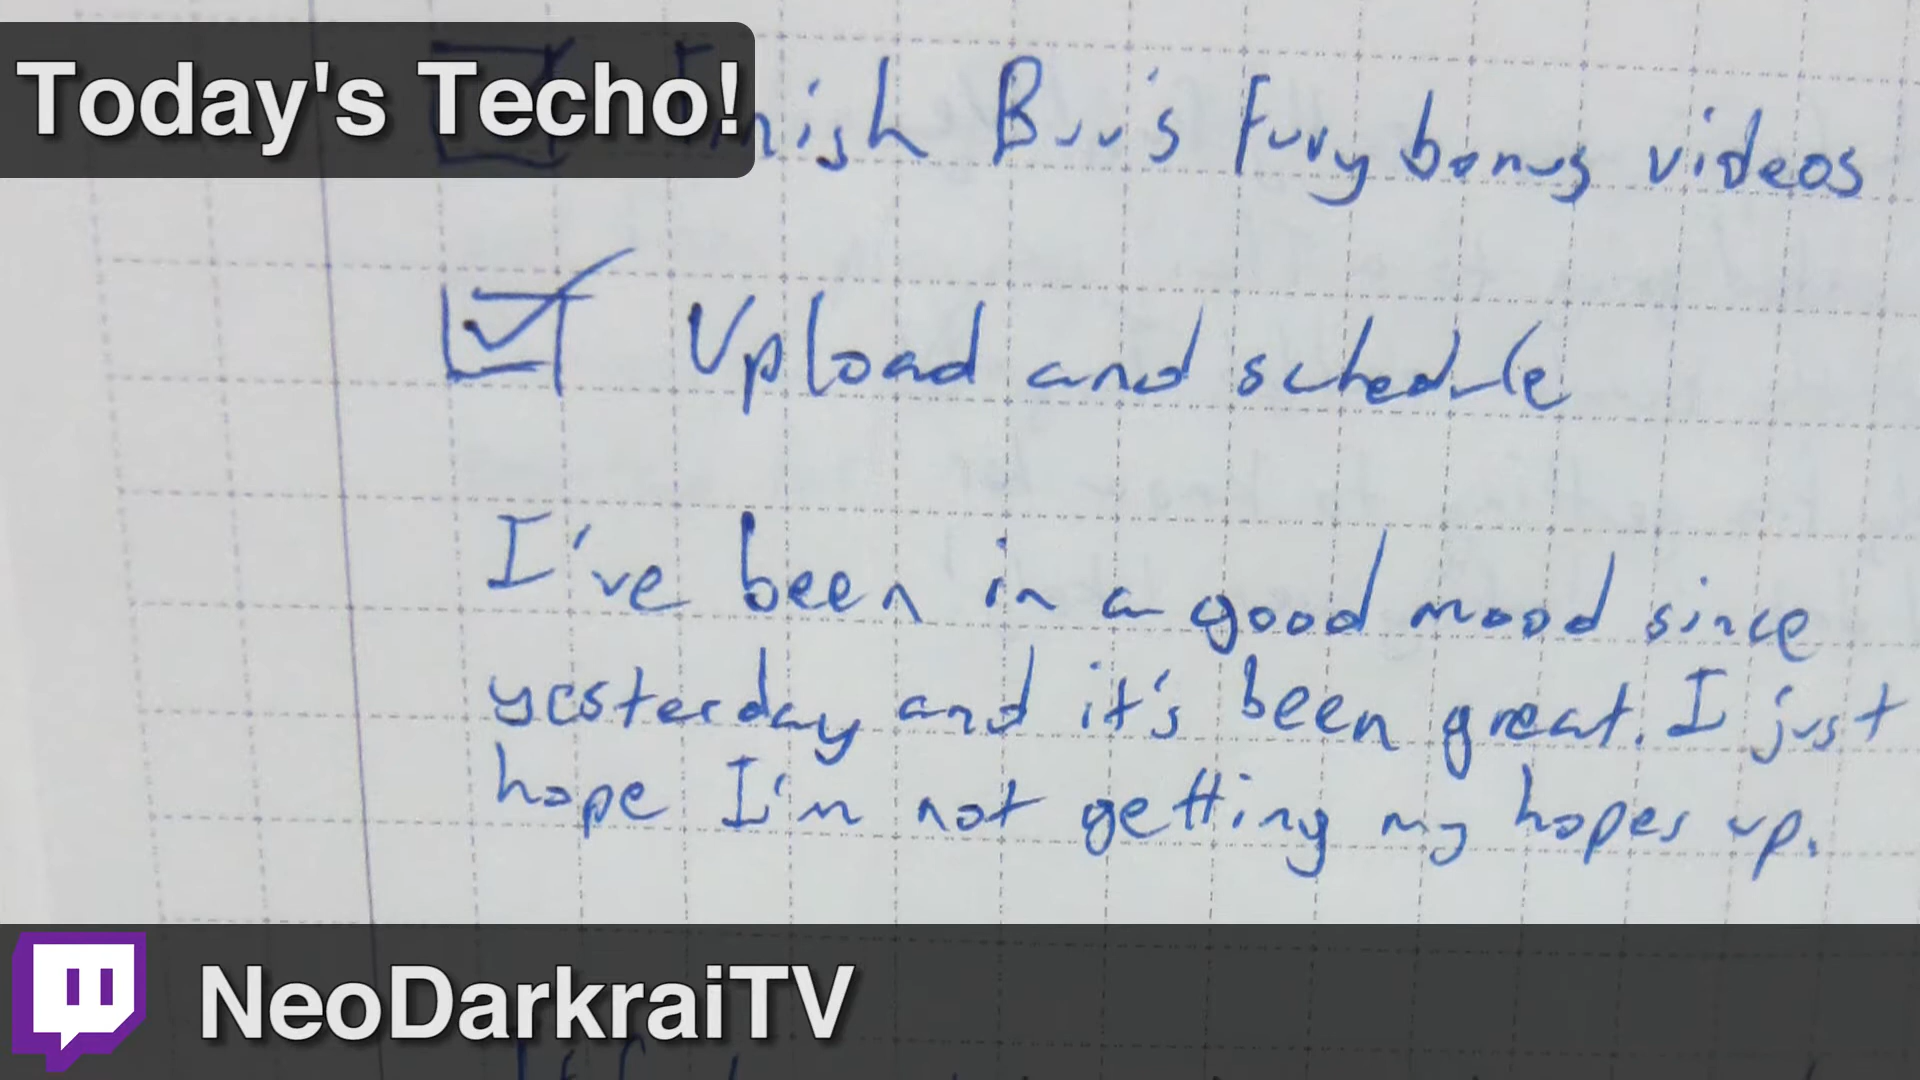 Today's Techo!
Finish Buu's Fury bonus videos
Upload and schedule
I've been in a good mood since
yesterday and it's been great. I just
hope I'm not getting my hopes up.
NeoDarkraiTV